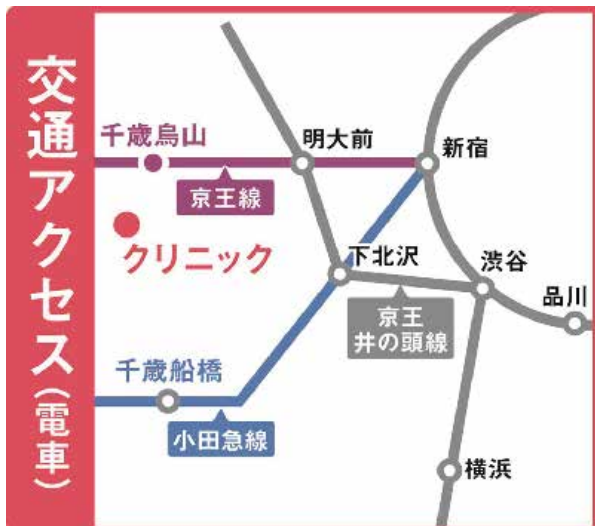 交通アクセス(電車)
千歳烏山
明大前
新宿
京王線
クリニック
下北沢
渋谷
品川
京王
井の頭線
千歳船橋
小田急線
横浜